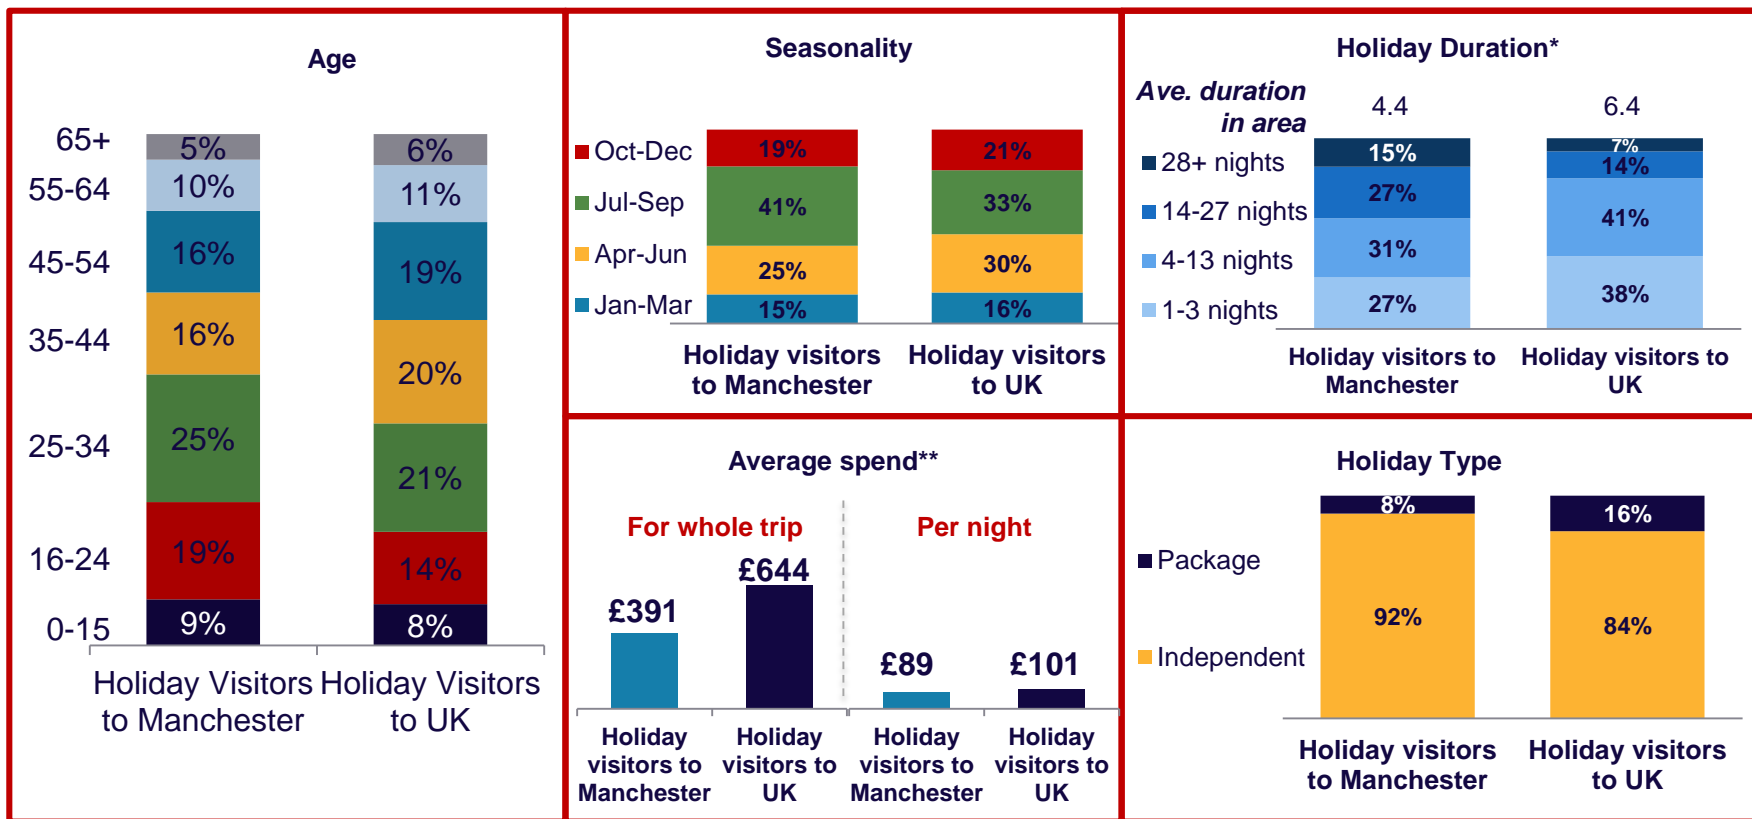 Age
65+
55-64
45-54
35-44
25-34
16-24
0-15
5%
10%
16%
16%
25%
19%
9%
6%
11%
19%
20%
21%
14%
8%
Holiday Visitors
to Manchester
Holiday Visitors
to UK
Seasonality
Oct-Dec
Jul-Sep
Apr-Jun
Jan-Mar
19%
41%
25%
15%
21%
33%
30%
16%
Holiday visitors
to Manchester
Holiday visitors
to UK
Holiday Duration*
Ave. duration
in area
4.4
6.4
28+ nights
14-27 nights
4-13 nights
1-3 nights
15%
27%
31%
27%
7%
14%
41%
38%
Holiday visitors to
Manchester
Holiday visitors to
UK
Average spend**
For whole trip
Per night
£391
£644
£89
£101
Holiday
visitors to
Manchester
Holiday
visitors to
UK
Holiday
visitors to
Manchester
Holiday
visitors to
UK
Holiday Type
Package
Independent
8%
92%
16%
84%
Holiday visitors
to Manchester
Holiday visitors
to UK